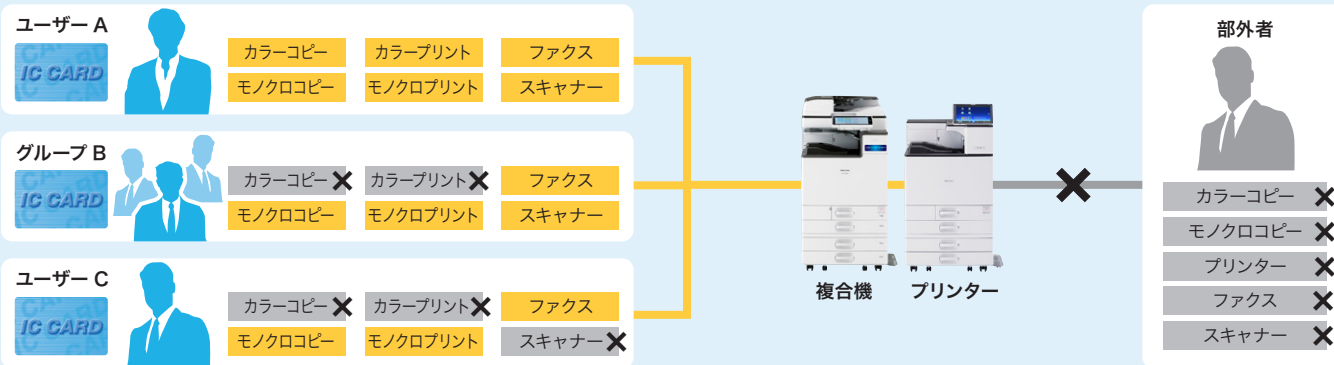 ユーザー A
IC CARD
カラーコピー カラープリント ファクス
モノクロコピー モノクロプリント スキャナー
グループ B
IC CARD
カラーコピー カラープリント ファクス
モノクロコピー モノクロプリント スキャナー
ユーザー C
IC CARD
カラーコピー カラープリント ファクス
モノクロコピー モノクロプリント スキャナー
複合機 プリンター
部外者
カラーコピー
モノクロコピー
プリンター
ファクス
スキャナー